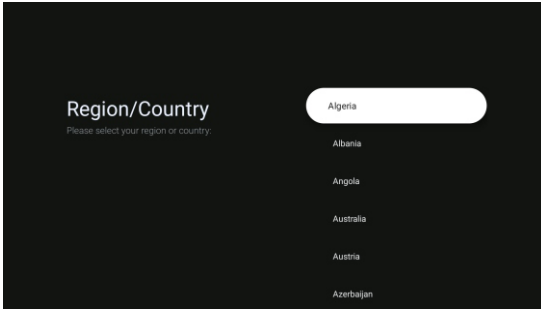 Region/Country
Please select your region or country:
Algeria
Albania
Angola
Australia
Austria
Azerbaijan